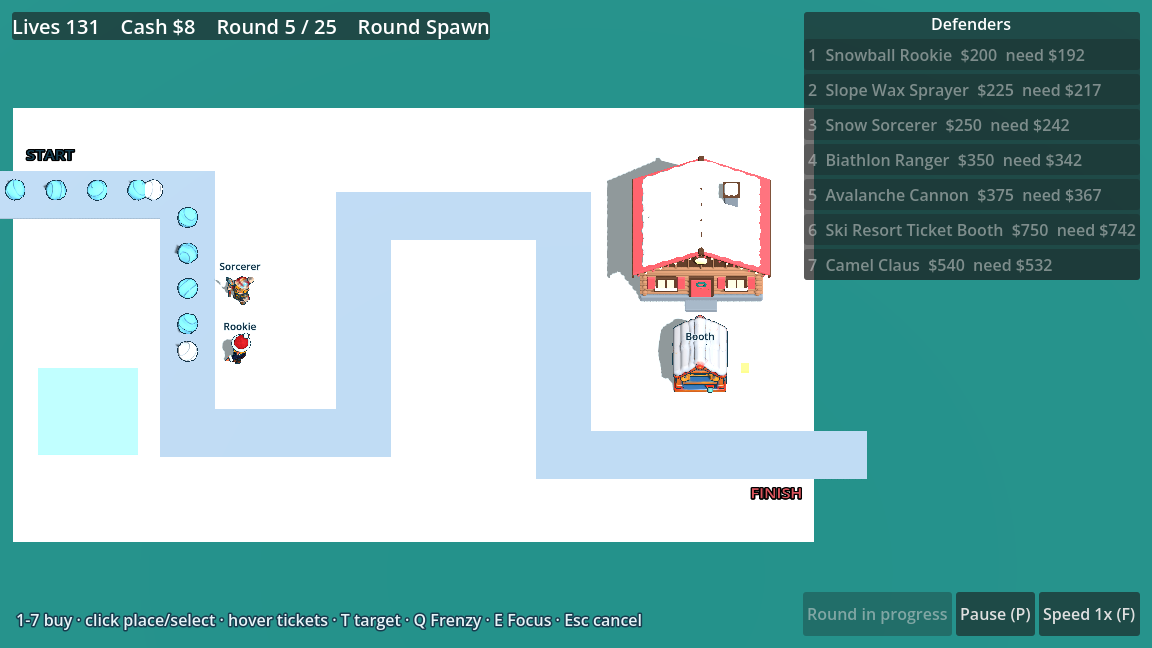 Lives 131 Cash $8 Round 5 / 25 Round Spawn
Defenders
1 Snowball Rookie $200 need $192
2 Slope Wax Sprayer $225 need $217
3 Snow Sorcerer $250 need $242
4 Biathlon Ranger $350 need $342
5 Avalanche Cannon $375 need $367
6 Ski Resort Ticket Booth $750 need $742
7 Camel Claus $540 need $532
START
Sorcerer
Rookie
Booth
FINISH
1-7 buy · click place/select · hover tickets · T target · Q Frenzy · E Focus · Esc cancel
Round in progress
Pause (P)
Speed 1x (F)